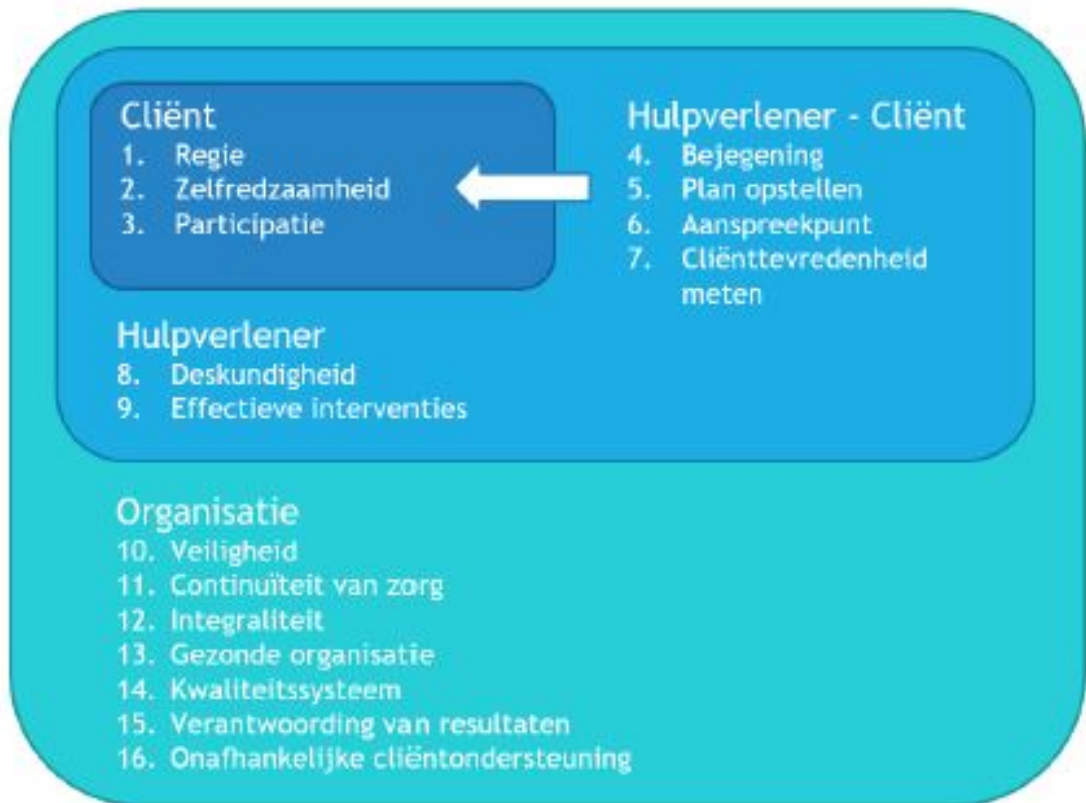 Cliënt
1. Regie
2. Zelfredzaamheid
3. Participatie
Hulpverlener - Cliënt
4. Bejegening
5. Plan opstellen
6. Aanspreekpunt
7. Cliënttevredenheid
meten
Hulpverlener
8. Deskundigheid
9. Effectieve interventies
Organisatie
10. Veiligheid
11. Continuïteit van zorg
12. Integraliteit
13. Gezonde organisatie
14. Kwaliteitssysteem
15. Verantwoording van resultaten
16. Onafhankelijke cliëntondersteuning